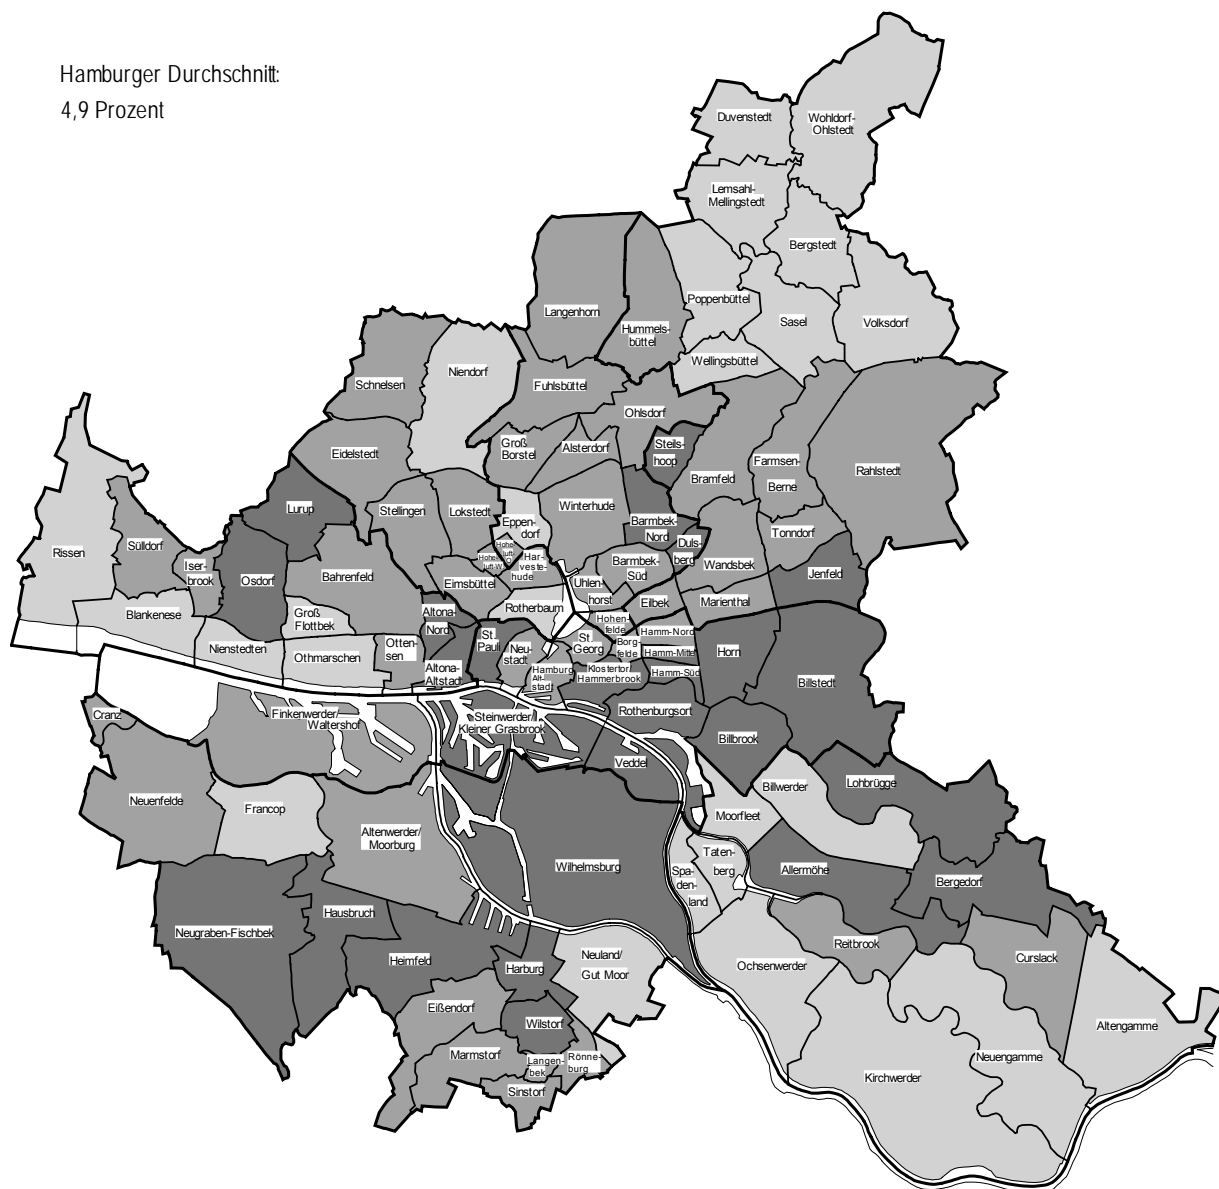 Hamburger Durchschnitt:
4,9 Prozent
Duvenstedt
Wohldorf-
Ohlstedt
Lemsahl-
Mellingstedt
Bergstedt
Poppenbüttel
Sasel
Volksdorf
Langenhorn
Hummels-
büttel
Wellingsbüttel
Niendorf
Schnelsen
Fuhlsbüttel
Ohlsdorf
Groß
Borstel
Alsterdorf
Steils-
hoop
Eidelstedt
Bramfeld
Farmsen-
Berne
Rahlstedt
Lurup
Stellingen
Lokstedt
Eppen-
dorf
Winterhude
Barmbek-
Nord
Duls-
berg
Tonndorf
Wandsbek
Jenfeld
Rissen
Sülldorf
Iser-
brook
Osdorf
Bahrenfeld
Eimsbüttel
Hohe-
luft-W.
Hohe-
luft-O.
Har-
veste-
hude
Uhlen-
horst
Barmbek-
Süd
Eilbek
Marienthal
Blankenese
Groß
Flottbek
Nienstedten
Othmarschen
Otten-
sen
Altona-
Nord
Altona-
Altstadt
St.
Pauli
Rotherbaum
Neu-
stadt
Hamburg
Alt-
stadt
St.
Georg
Hohen-
felde
Borg-
felde
Hamm-Nord
Hamm-Mitte
Hamm-Süd
Klostertor/
Hammerbrook
Horn
Billstedt
Rothenburgsort
Billbrook
Cranz
Finkenwerder/
Waltershof
Steinwerder/
Kleiner Grasbrook
Veddel
Neuenfelde
Francop
Altenwerder/
Moorburg
Wilhelmsburg
Moorfleet
Billwerder
Lohbrügge
Taten-
berg
Spa-
den-
land
Allermöhe
Bergedorf
Neugraben-Fischbek
Hausbruch
Heimfeld
Harburg
Neuland/
Gut Moor
Ochsenwerder
Reitbrook
Curslack
Altengamme
Eißendorf
Wilstorf
Marmstorf
Langen-
bek
Rönne-
burg
Sinstorf
Kirchwerder
Neuengamme